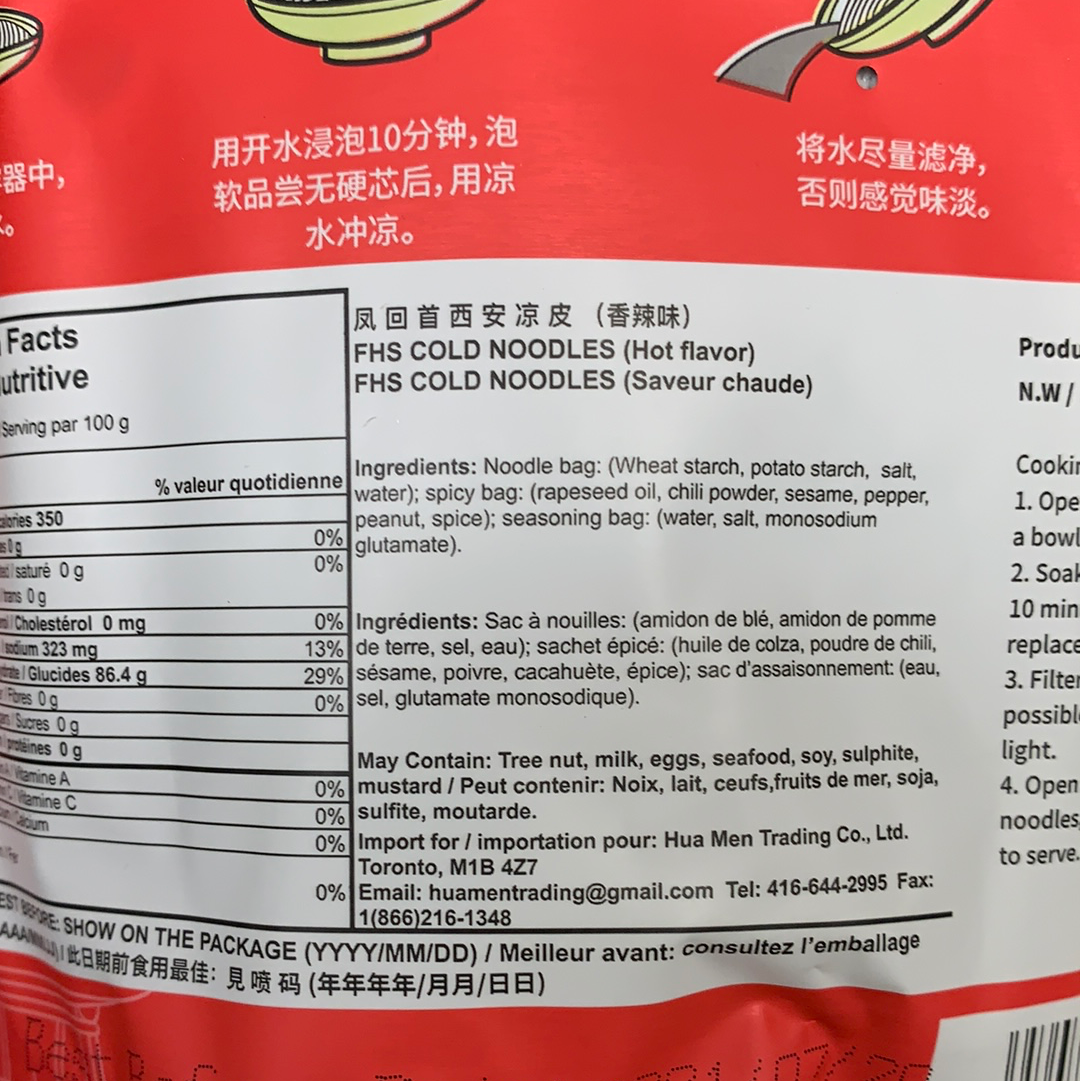 器中,
用开水浸泡10分钟,泡
软品尝无硬芯后,用凉
水冲凉。
将水尽量滤净,
否则感觉味淡。
Facts
utritive
Serving par 100 g
% valeur quotidienne
alories 350
0 g 0%
saturé 0 g 0%
trans 0 g
Cholestérol 0 mg 0%
sodium 323 mg 13%
Glucides 86.4 g 29%
Fibres 0 g 0%
Sucres 0 g
protéines 0 g
Vitamine A 0%
Vitamine C 0%
Calcium 0%
0%
凤回首西安凉皮 (香辣味)
FHS COLD NOODLES (Hot flavor)
FHS COLD NOODLES (Saveur chaude)
Ingredients: Noodle bag: (Wheat starch, potato starch, salt,
water); spicy bag: (rapeseed oil, chili powder, sesame, pepper,
peanut, spice); seasoning bag: (water, salt, monosodium
glutamate).
Ingrédients: Sac à nouilles: (amidon de blé, amidon de pomme
de terre, sel, eau); sachet épicé: (huile de colza, poudre de chili,
sésame, poivre, cacahuète, épice); sac d'assaisonnement: (eau,
sel, glutamate monosodique).
May Contain: Tree nut, milk, eggs, seafood, soy, sulphite,
mustard / Peut contenir: Noix, lait, ceufs,fruits de mer, soja,
sulfite, moutarde.
Import for / importation pour: Hua Men Trading Co., Ltd.
Toronto, M1B 4Z7
Email: huamentrading@gmail.com Tel: 416-644-2995 Fax:
1(866)216-1348
EST BEFORE: SHOW ON THE PACKAGE (YYYY/MM/DD) / Meilleur avant: consultez l'emballage
/ 此日期前食用最佳: 見喷码 (年年年年/月月/日日)
Produ
N.W /
Cookin
1. Ope
a bowl
2. Soak
10 min
replace
3. Filter
possibl
light.
4. Open
noodles,
to serve.
Best